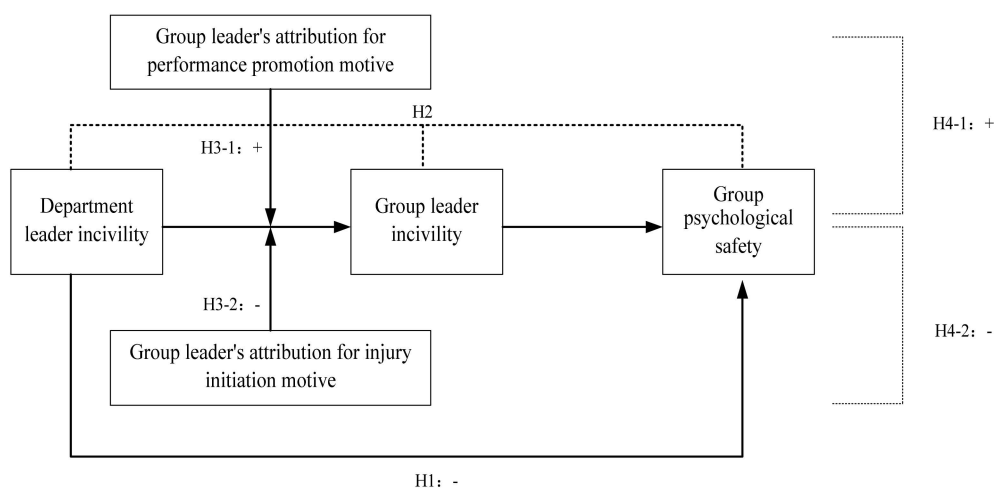 Group leader's attribution for
performance promotion motive
H2
H4-1：+
H3-1：+
Department
leader incivility
Group leader
incivility
Group
psychological
safety
H3-2：-
H4-2：-
Group leader's attribution for injury
initiation motive
H1：-